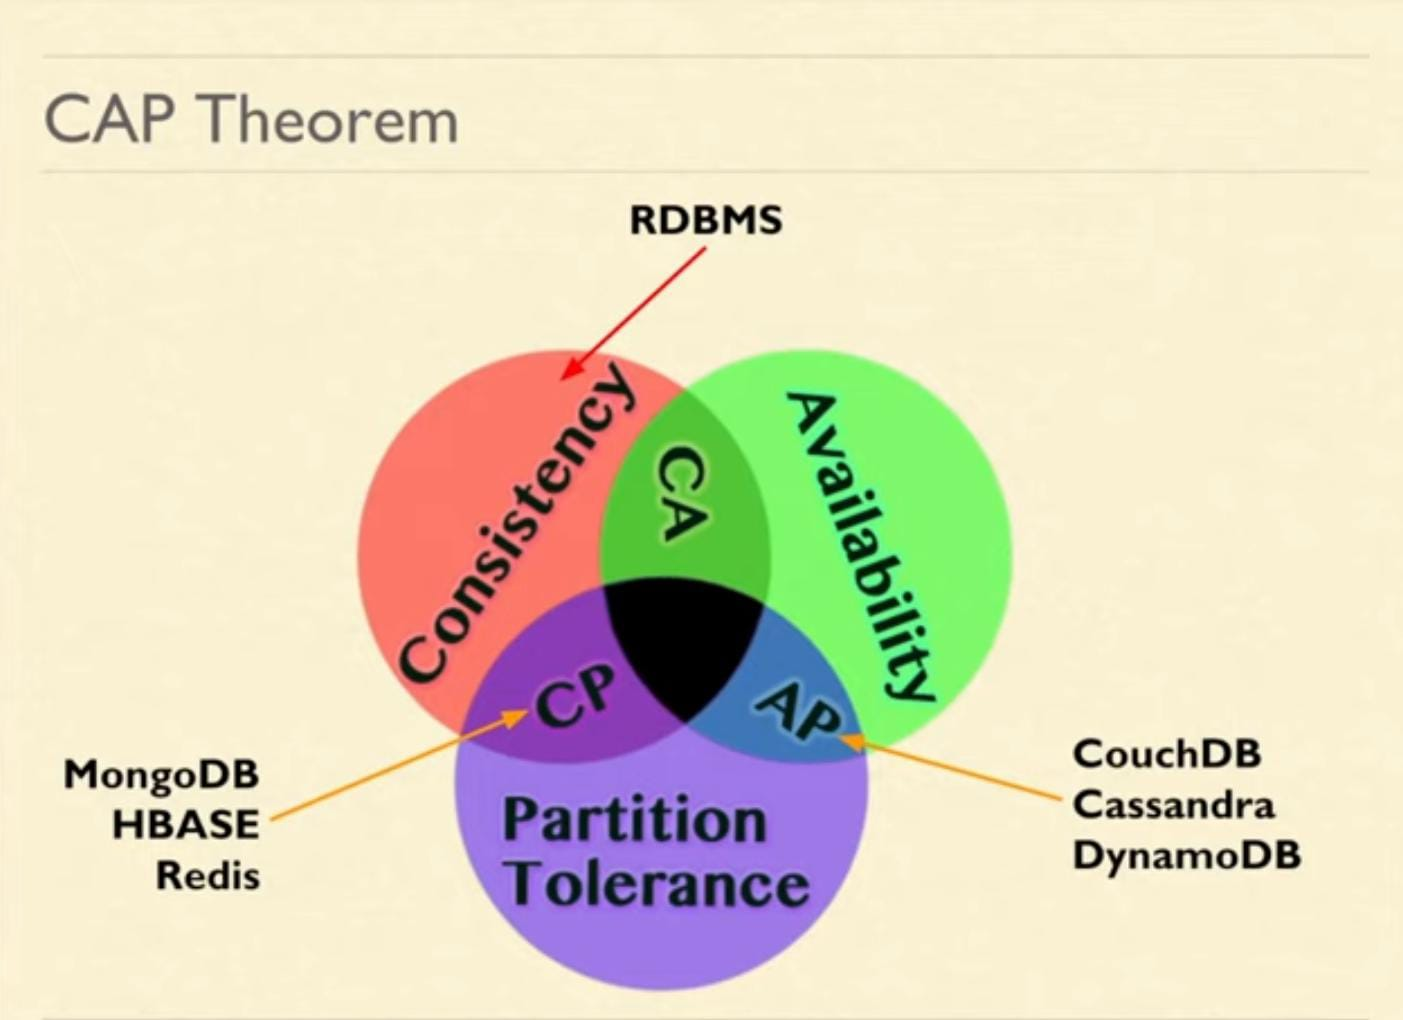 CAP Theorem
RDBMS
Consistency
CA
Availability
CP
AP
MongoDB
HBASE
Redis
CouchDB
Cassandra
DynamoDB
Partition
Tolerance